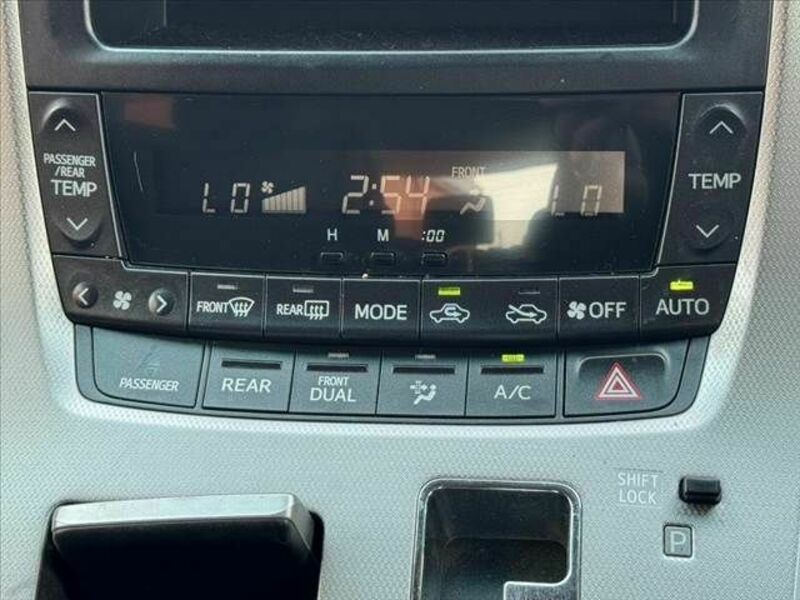 PASSENGER
/REAR
TEMP
LO
2:54
FRONT
LO
TEMP
H M :00
FRONT
REAR
MODE
OFF
AUTO
PASSENGER
REAR
FRONT
DUAL
A/C
SHIFT
LOCK
P